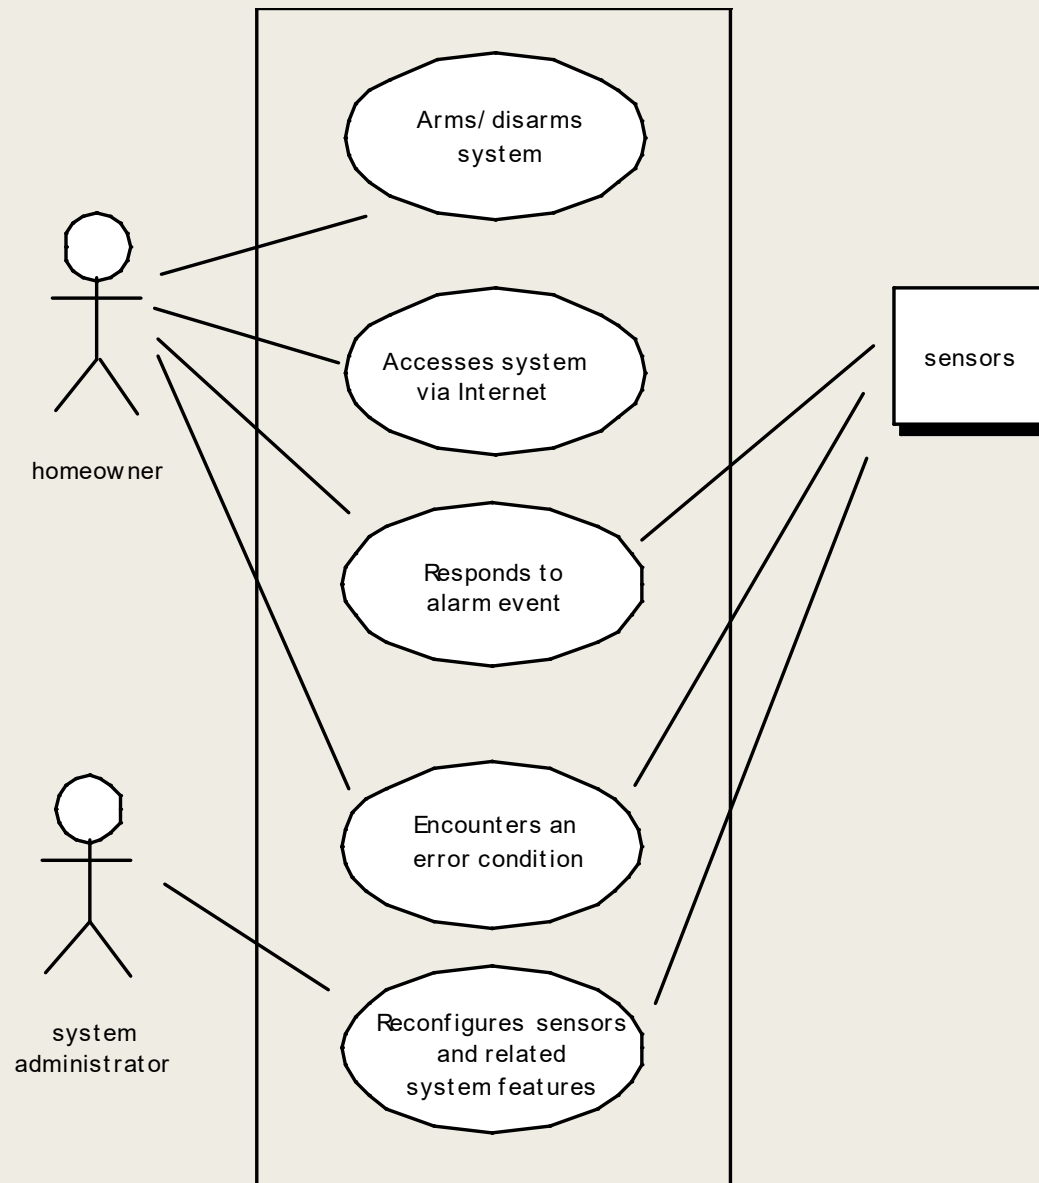 Arms/ disarms
system
Accesses system
via Internet
sensors
homeowner
Responds to
alarm event
Encounters an
error condition
system
administrator
Reconfigures sensors
and related
system features